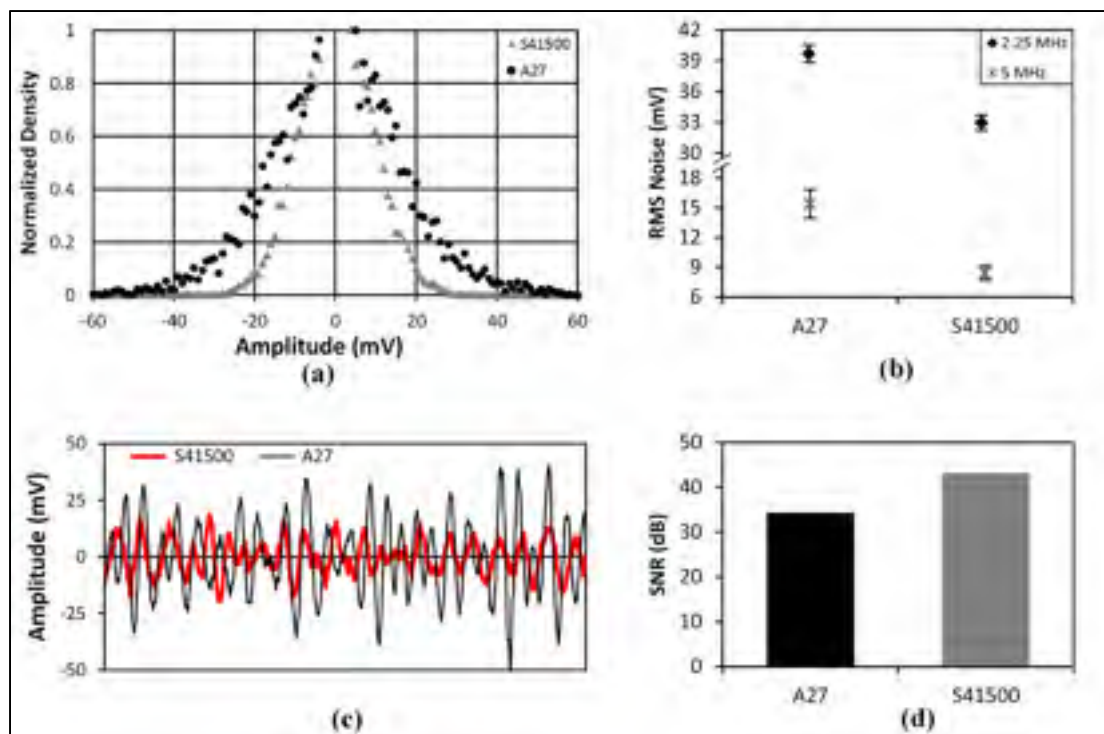 1
0.8
0.6
0.4
0.2
0
Normalized Density
S41500
A27
-60 -40 -20 0 20 40 60
Amplitude (mV)
(a)
42
39
36
33
30
18
15
12
9
6
RMS Noise (mV)
2.25 MHz
5 MHz
A27 S41500
(b)
50
25
0
-25
-50
Amplitude (mV)
S41500 A27
(c)
50
40
30
20
10
0
SNR (dB)
A27 S41500
(d)